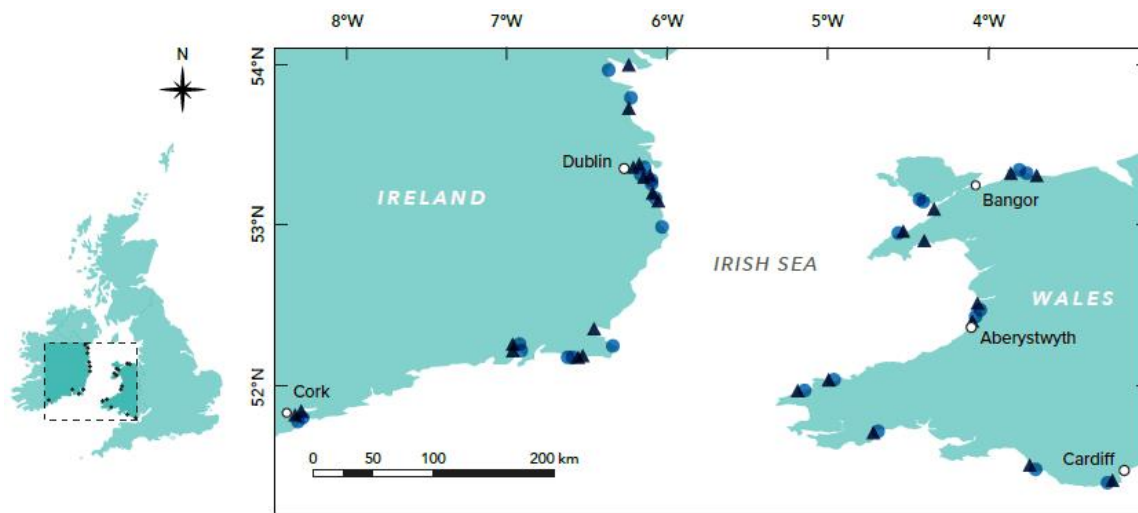 8°W 7°W 6°W 5°W 4°W
N
54°N
Dublin
IRELAND
Bangor
53°N
IRISH SEA
WALES
Aberystwyth
52°N
Cork
Cardiff
0 50 100 200 km